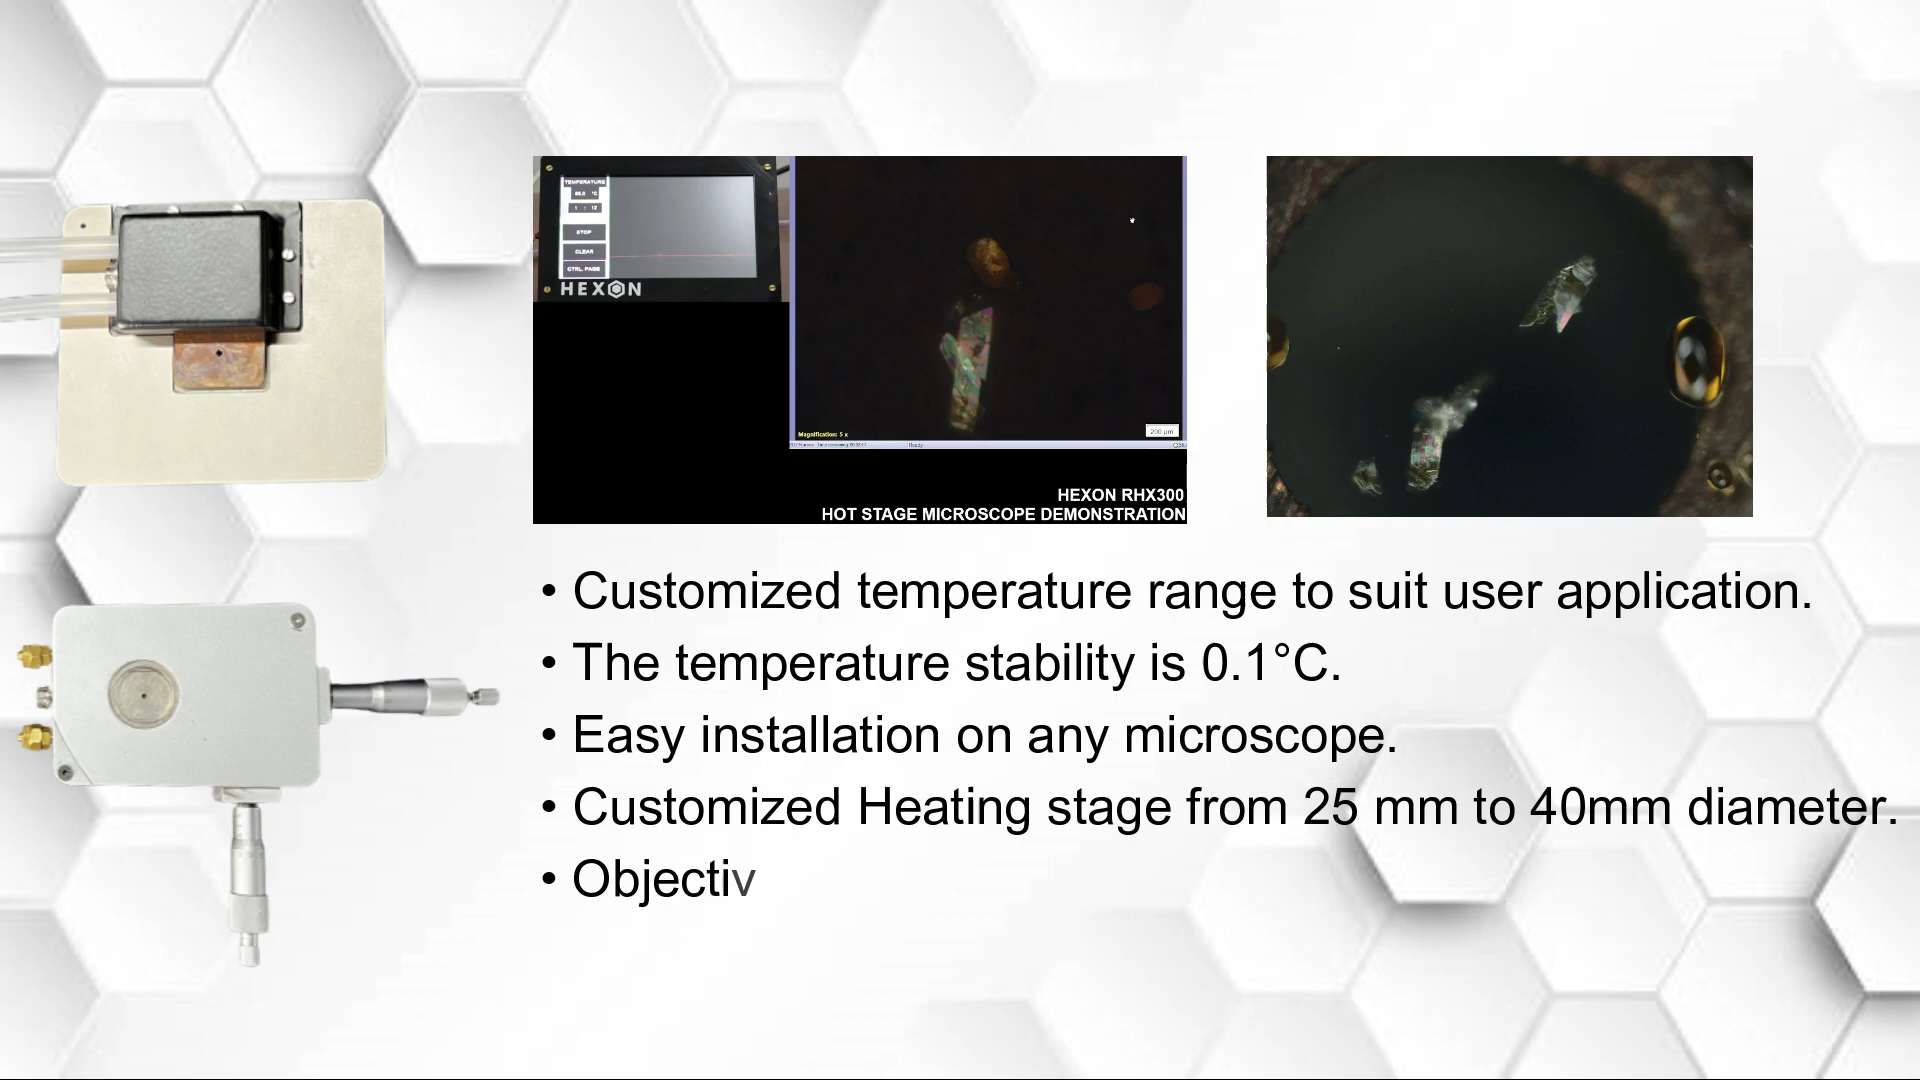 TEMPERATURE
STOP
CLEAR
CTRL. PAGE
HEXON
Magnification: 5 x
200 µm
Ready
HEXON RHX300
HOT STAGE MICROSCOPE DEMONSTRATION
• Customized temperature range to suit user application.
• The temperature stability is 0.1°C.
• Easy installation on any microscope.
• Customized Heating stage from 25 mm to 40mm diameter.
• Objectiv